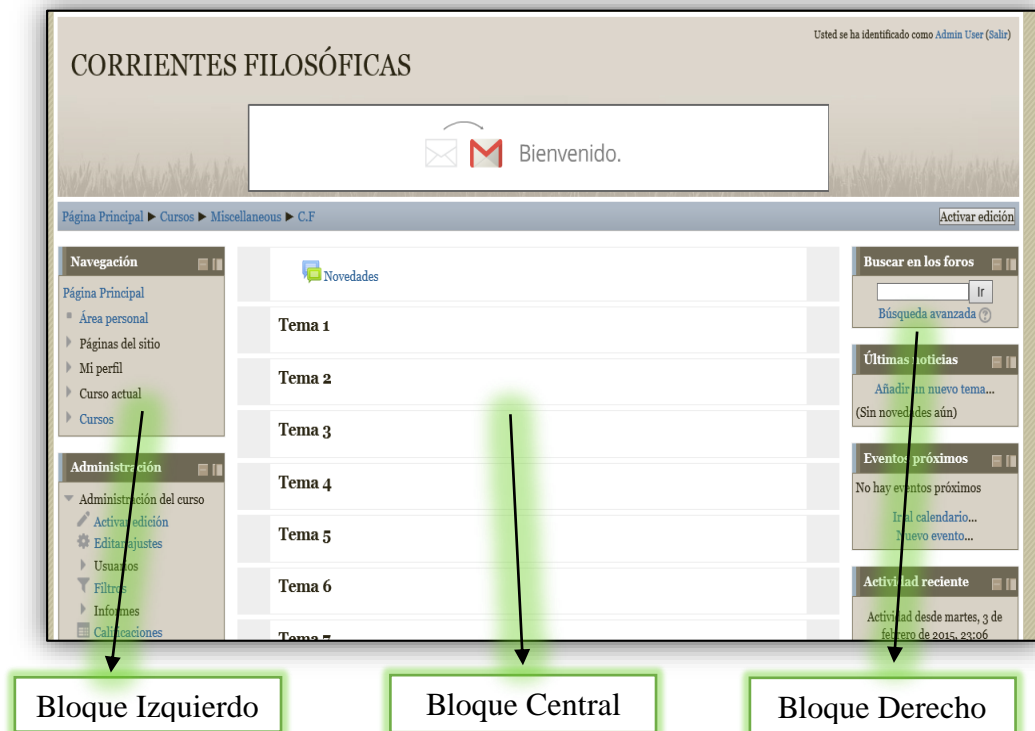 Usted se ha identificado como Admin User (Salir)
CORRIENTES FILOSÓFICAS
Bienvenido.
Página Principal ► Cursos ► Miscellaneous ► C.F
Activar edición
Navegación
Página Principal
Área personal
Páginas del sitio
Mi perfil
Curso actual
Cursos
Administración
Administración del curso
Activar edición
Editar ajustes
Usuarios
Filtros
Informes
Calificaciones
Novedades
Tema 1
Tema 2
Tema 3
Tema 4
Tema 5
Tema 6
Tema 7
Buscar en los foros
Ir
Búsqueda avanzada
Últimas noticias
Añadir un nuevo tema...
(Sin novedades aún)
Eventos próximos
No hay eventos próximos
Ir al calendario...
Nuevo evento...
Actividad reciente
Actividad desde martes, 3 de
febrero de 2015, 23:06
Bloque Izquierdo
Bloque Central
Bloque Derecho